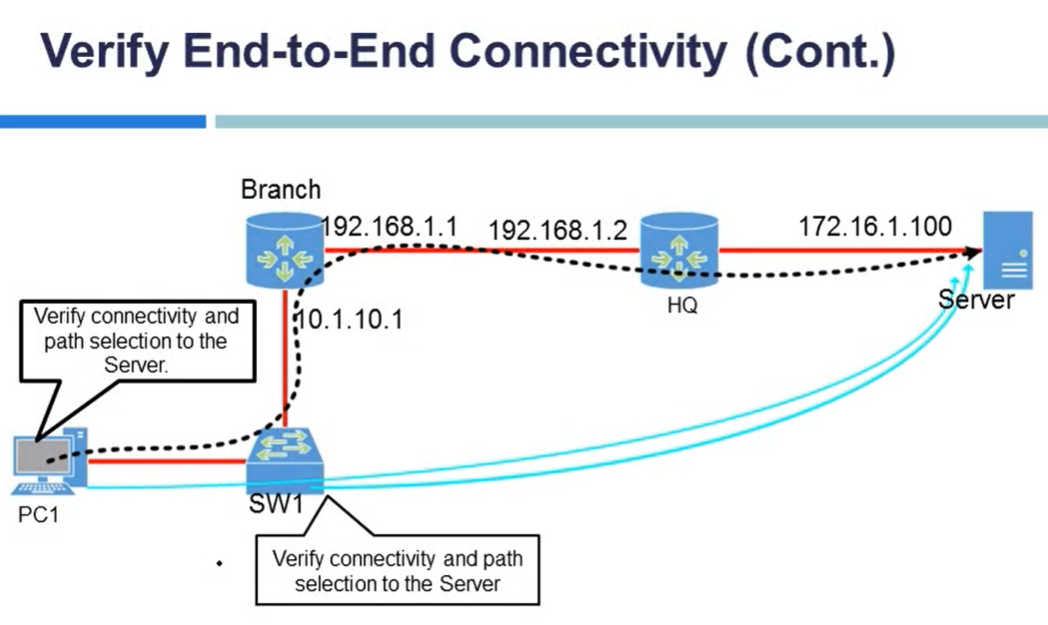 Verify End-to-End Connectivity (Cont.)
Branch
192.168.1.1
192.168.1.2
172.16.1.100
HQ
Server
10.1.10.1
Verify connectivity and
path selection to the
Server.
PC1
SW1
Verify connectivity and path
selection to the Server